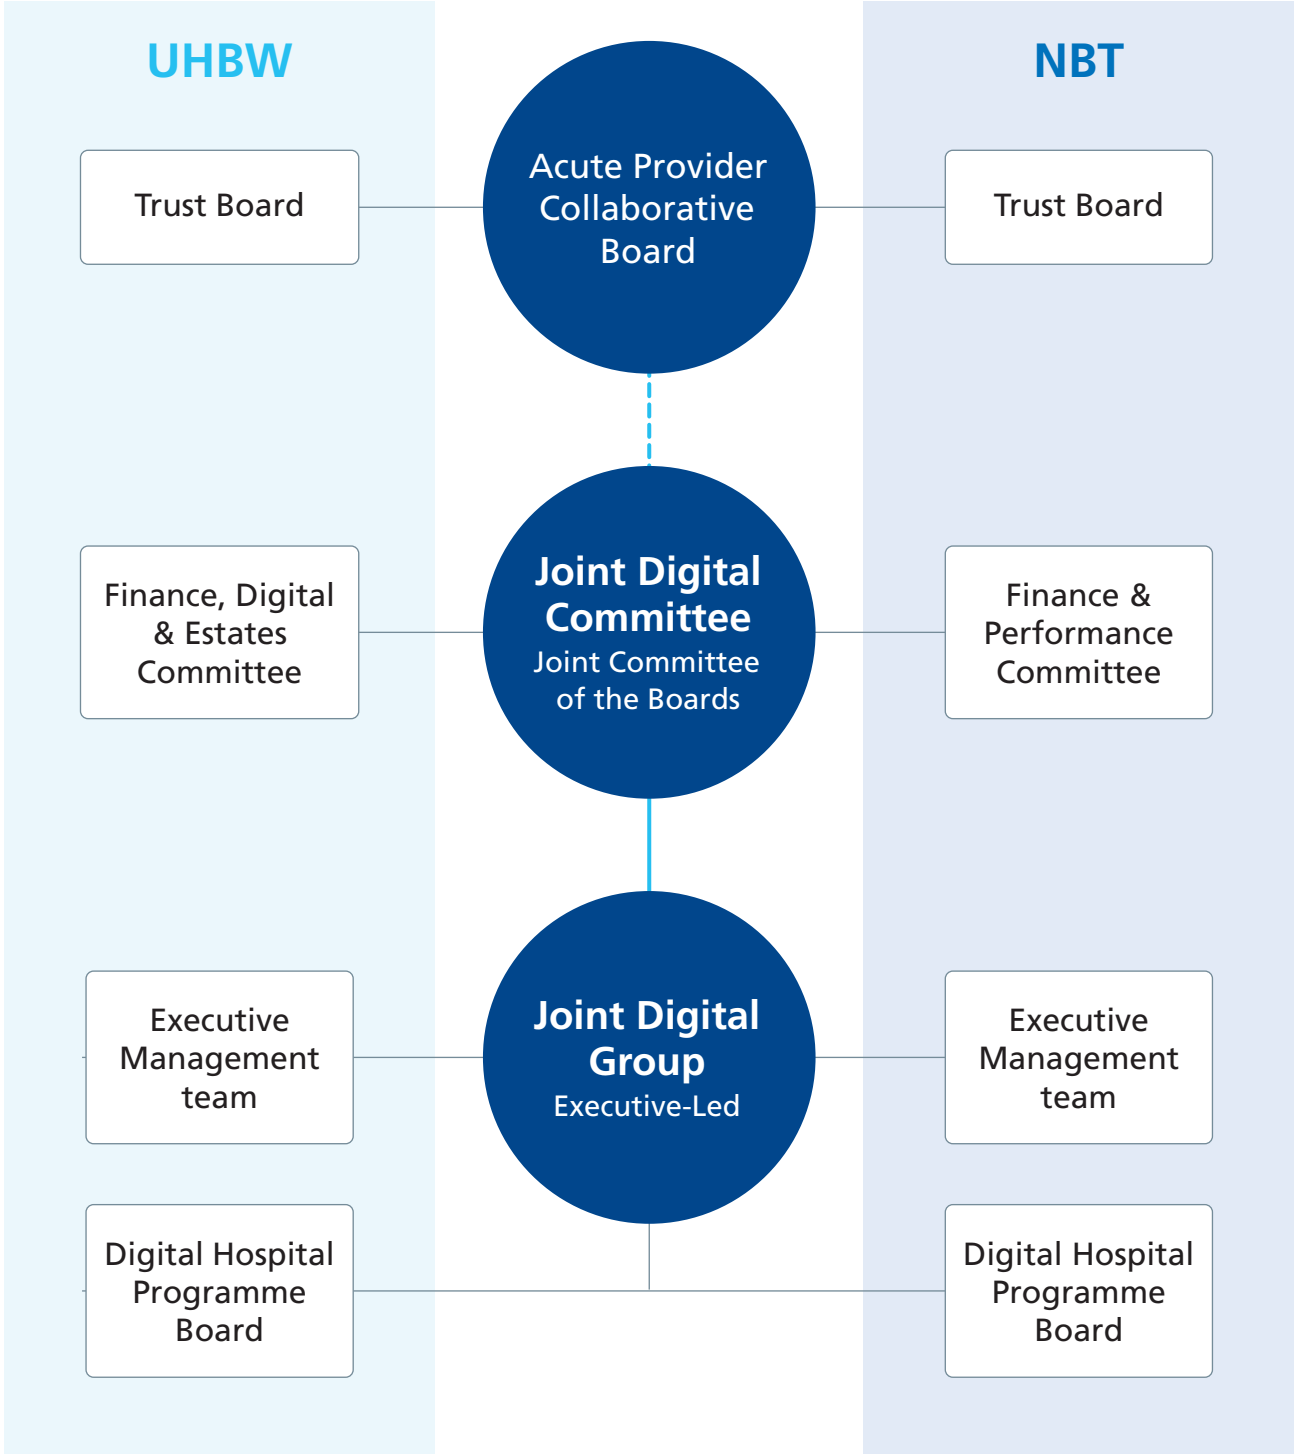 UHBW
NBT
Trust Board
Acute Provider
Collaborative
Board
Trust Board
Finance, Digital
& Estates
Committee
Joint Digital
Committee
Joint Committee
of the Boards
Finance &
Performance
Committee
Executive
Management
team
Joint Digital
Group
Executive-Led
Executive
Management
team
Digital Hospital
Programme
Board
Digital Hospital
Programme
Board